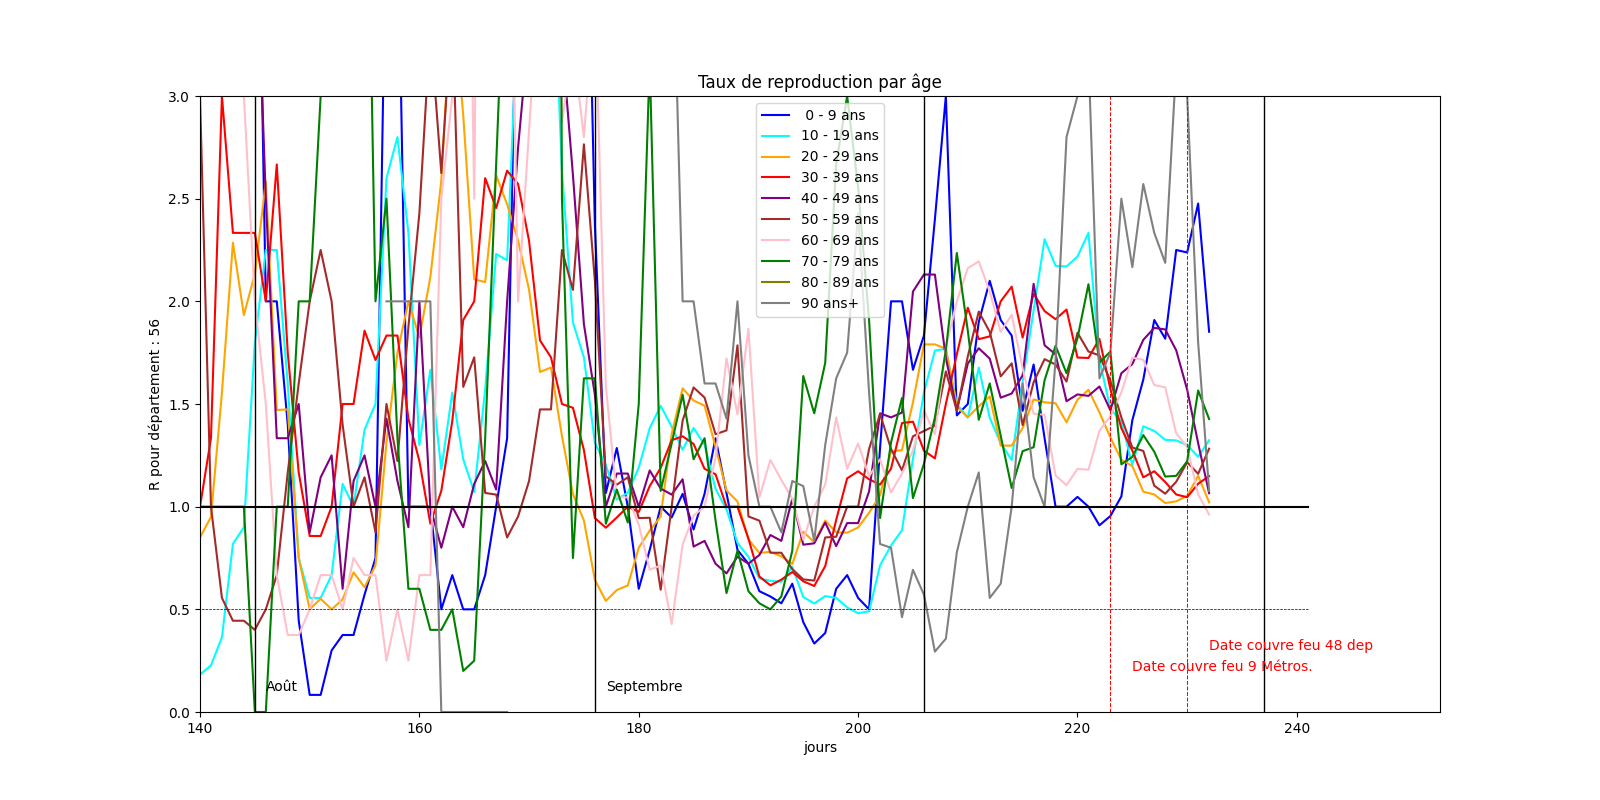 Taux de reproduction par âge
R pour département : 56
3.0
2.5
2.0
1.5
1.0
0.5
0.0
0 - 9 ans
10 - 19 ans
20 - 29 ans
30 - 39 ans
40 - 49 ans
50 - 59 ans
60 - 69 ans
70 - 79 ans
80 - 89 ans
90 ans+
Date couvre feu 48 dep
Date couvre feu 9 Métros.
Août
Septembre
140
160
180
200
220
240
jours